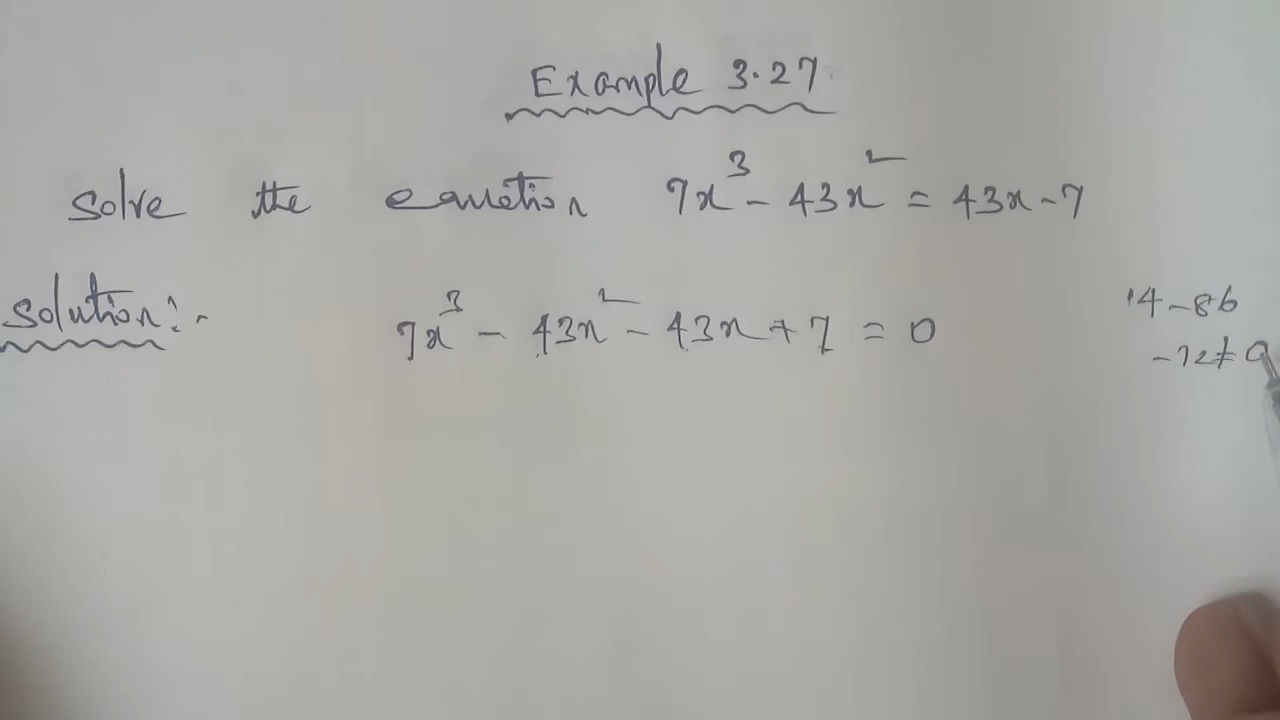 Example 3.27
Solve the equation 7x³ - 43x² = 43x - 7
Solution:-
7x³ - 43x² - 43x + 7 = 0
14 - 86
-72 ≠ 0